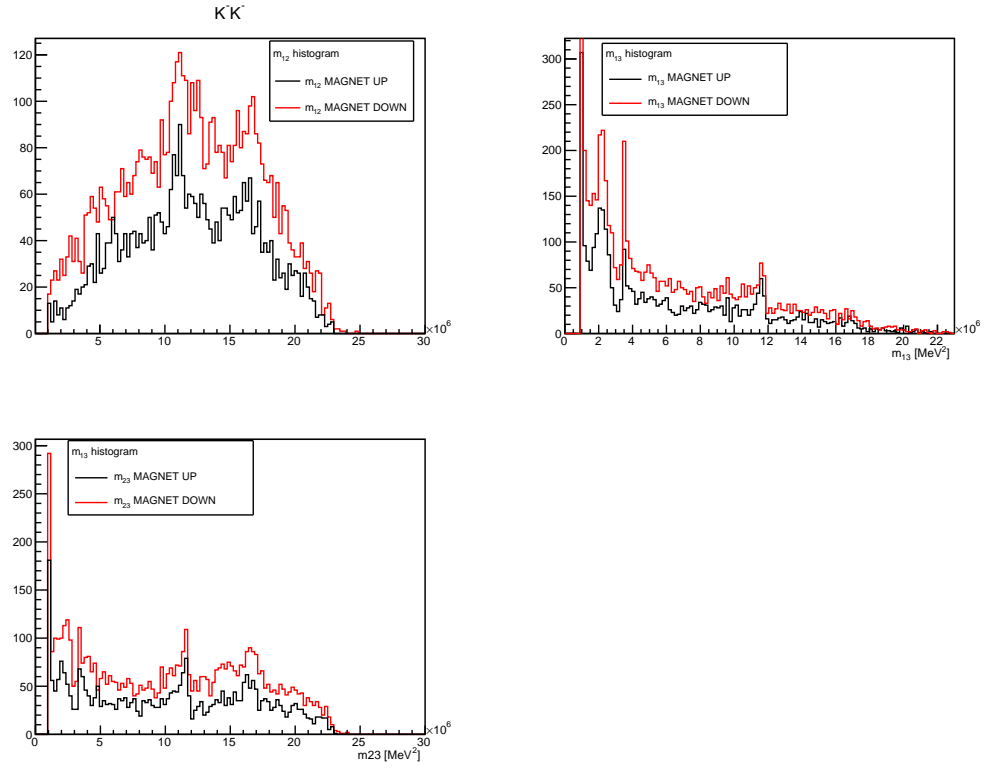 K⁻K⁻
m₁₂ histogram
m₁₂ MAGNET UP
m₁₂ MAGNET DOWN
120
100
80
60
40
20
0
0 5 10 15 20 25 30
×10⁶
m₁₃ histogram
m₁₃ MAGNET UP
m₁₃ MAGNET DOWN
300
250
200
150
100
50
0
0 2 4 6 8 10 12 14 16 18 20 22
×10⁶
m₁₃ [MeV²]
m₁₃ histogram
m₂₃ MAGNET UP
m₂₃ MAGNET DOWN
300
250
200
150
100
50
0
0 5 10 15 20 25 30
×10⁶
m23 [MeV²]